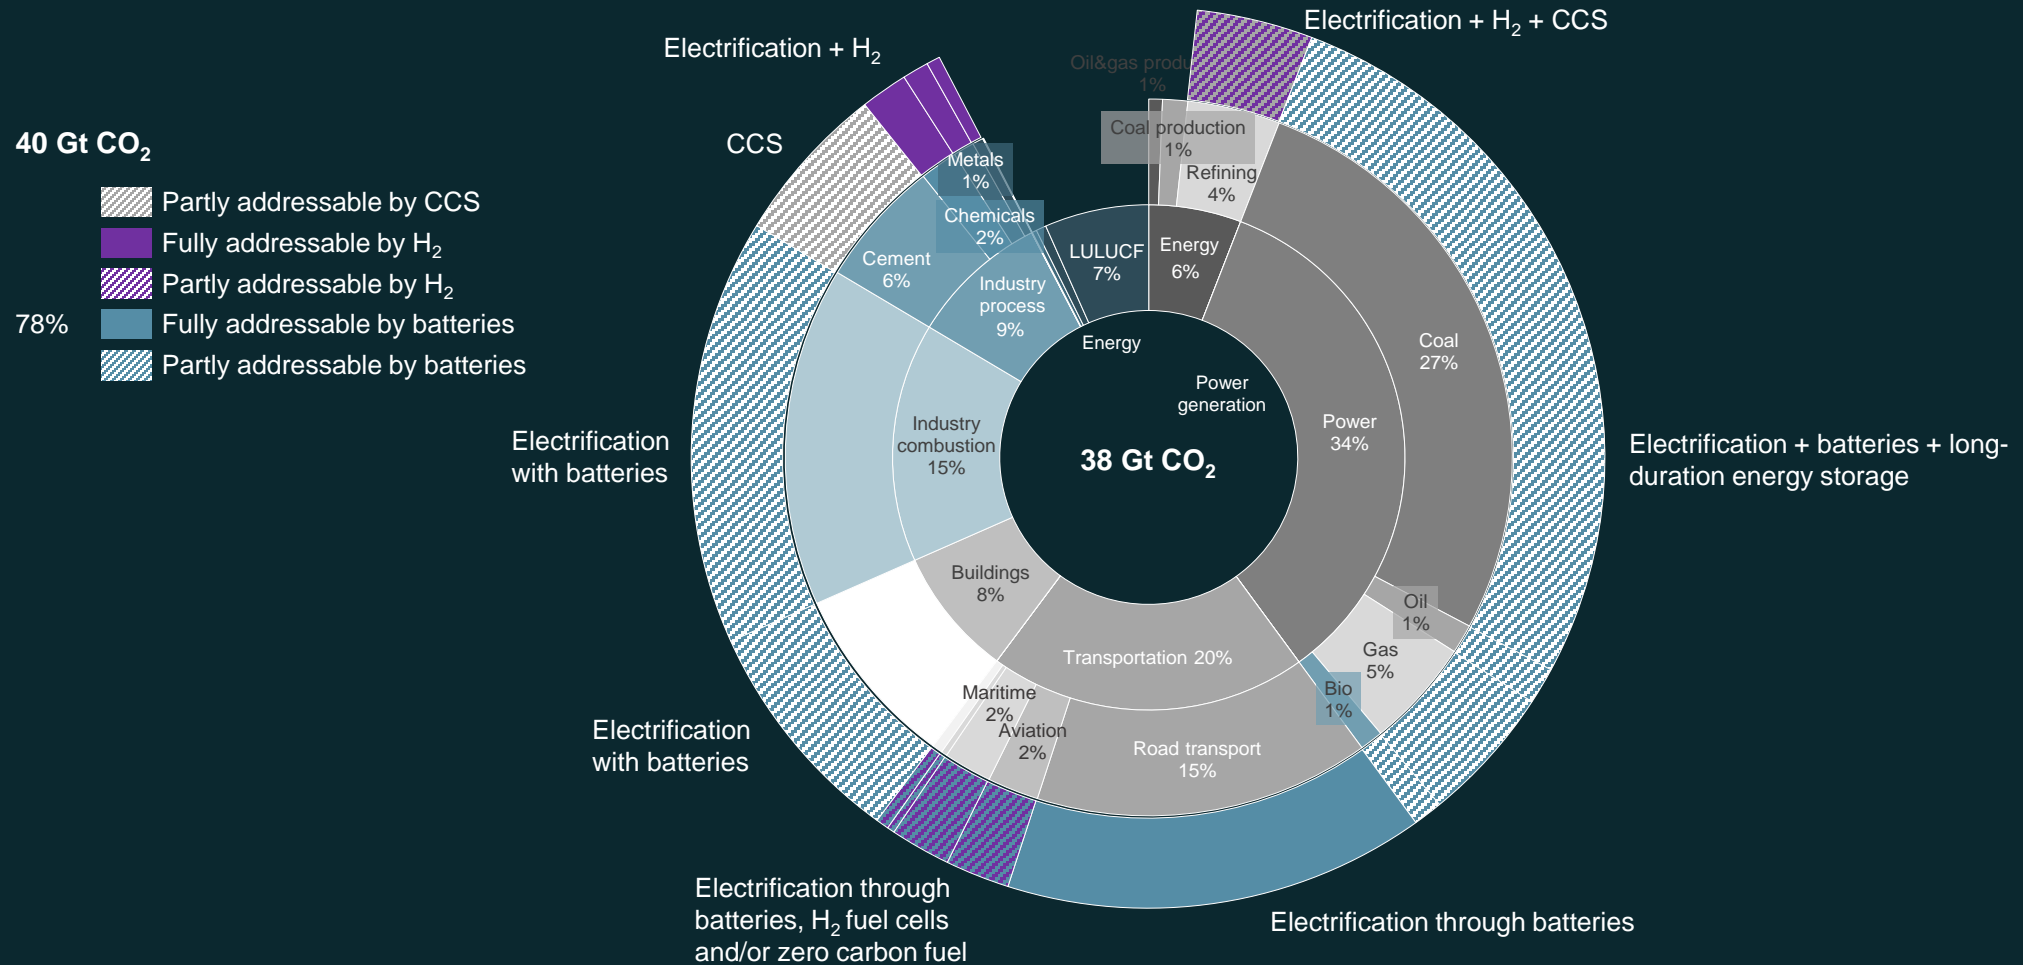 Electrification + H2 + CCS
Electrification + H2
Oil&gas produ
1%
CCS
40 Gt CO2
Partly addressable by CCS
Fully addressable by H2
Partly addressable by H2
78%
Fully addressable by batteries
Partly addressable by batteries
Coal production
1%
Refining
4%
Metals
1%
Chemicals
2%
Cement
6%
Industry
process
9%
LULUCF
7%
Energy
6%
Energy
Power
generation
38 Gt CO2
Coal
27%
Power
34%
Industry
combustion
15%
Electrification
with batteries
Electrification + batteries + long-
duration energy storage
Buildings
8%
Oil
1%
Gas
5%
Bio
1%
Transportation 20%
Maritime
2%
Aviation
2%
Road transport
15%
Electrification
with batteries
Electrification through
batteries, H2 fuel cells
and/or zero carbon fuel
Electrification through batteries